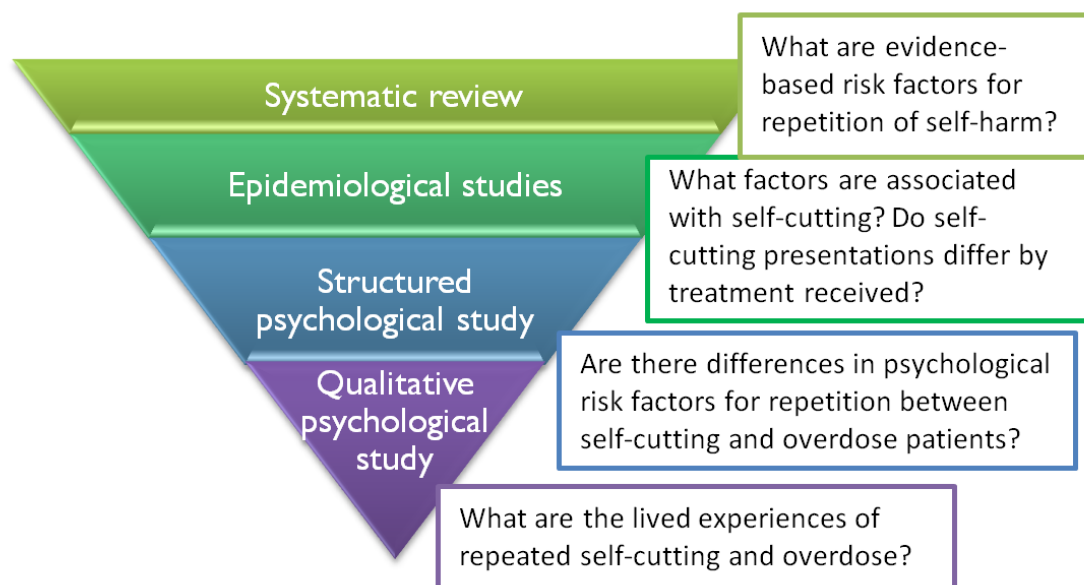 Systematic review
What are evidence-
based risk factors for
repetition of self-harm?
Epidemiological studies
What factors are associated
with self-cutting? Do self-
cutting presentations differ by
treatment received?
Structured
psychological study
Are there differences in psychological
risk factors for repetition between
self-cutting and overdose patients?
Qualitative
psychological
study
What are the lived experiences of
repeated self-cutting and overdose?